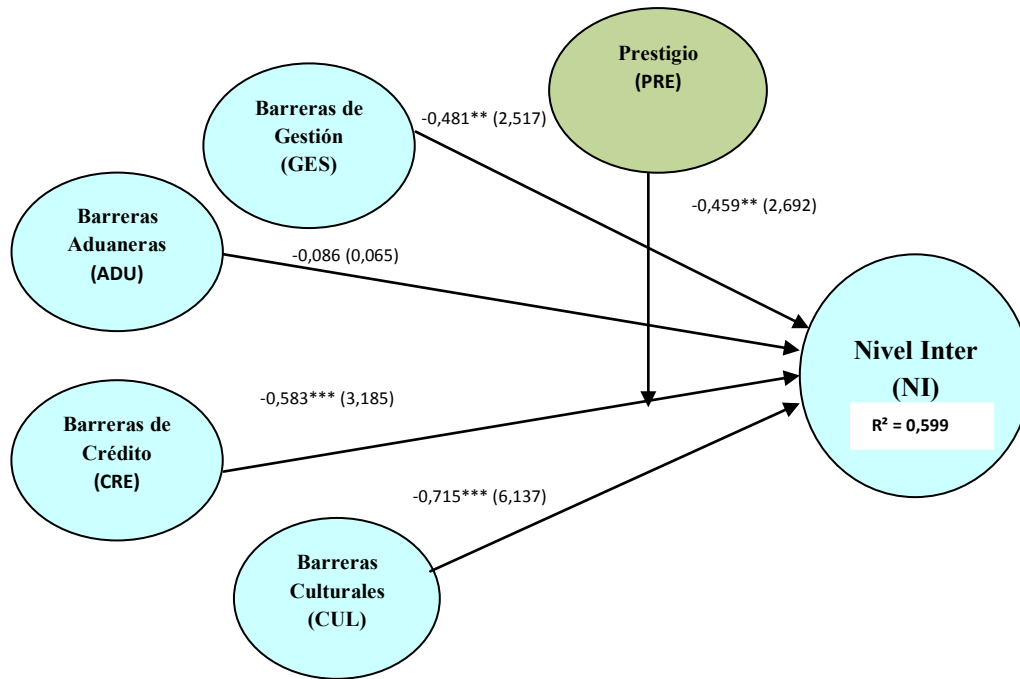 Prestigio
(PRE)
Barreras de
Gestión
(GES)
-0,481** (2,517)
-0,459** (2,692)
Barreras
Aduaneras
(ADU)
-0,086 (0,065)
Nivel Inter
(NI)
R² = 0,599
-0,583*** (3,185)
Barreras de
Crédito
(CRE)
-0,715*** (6,137)
Barreras
Culturales
(CUL)